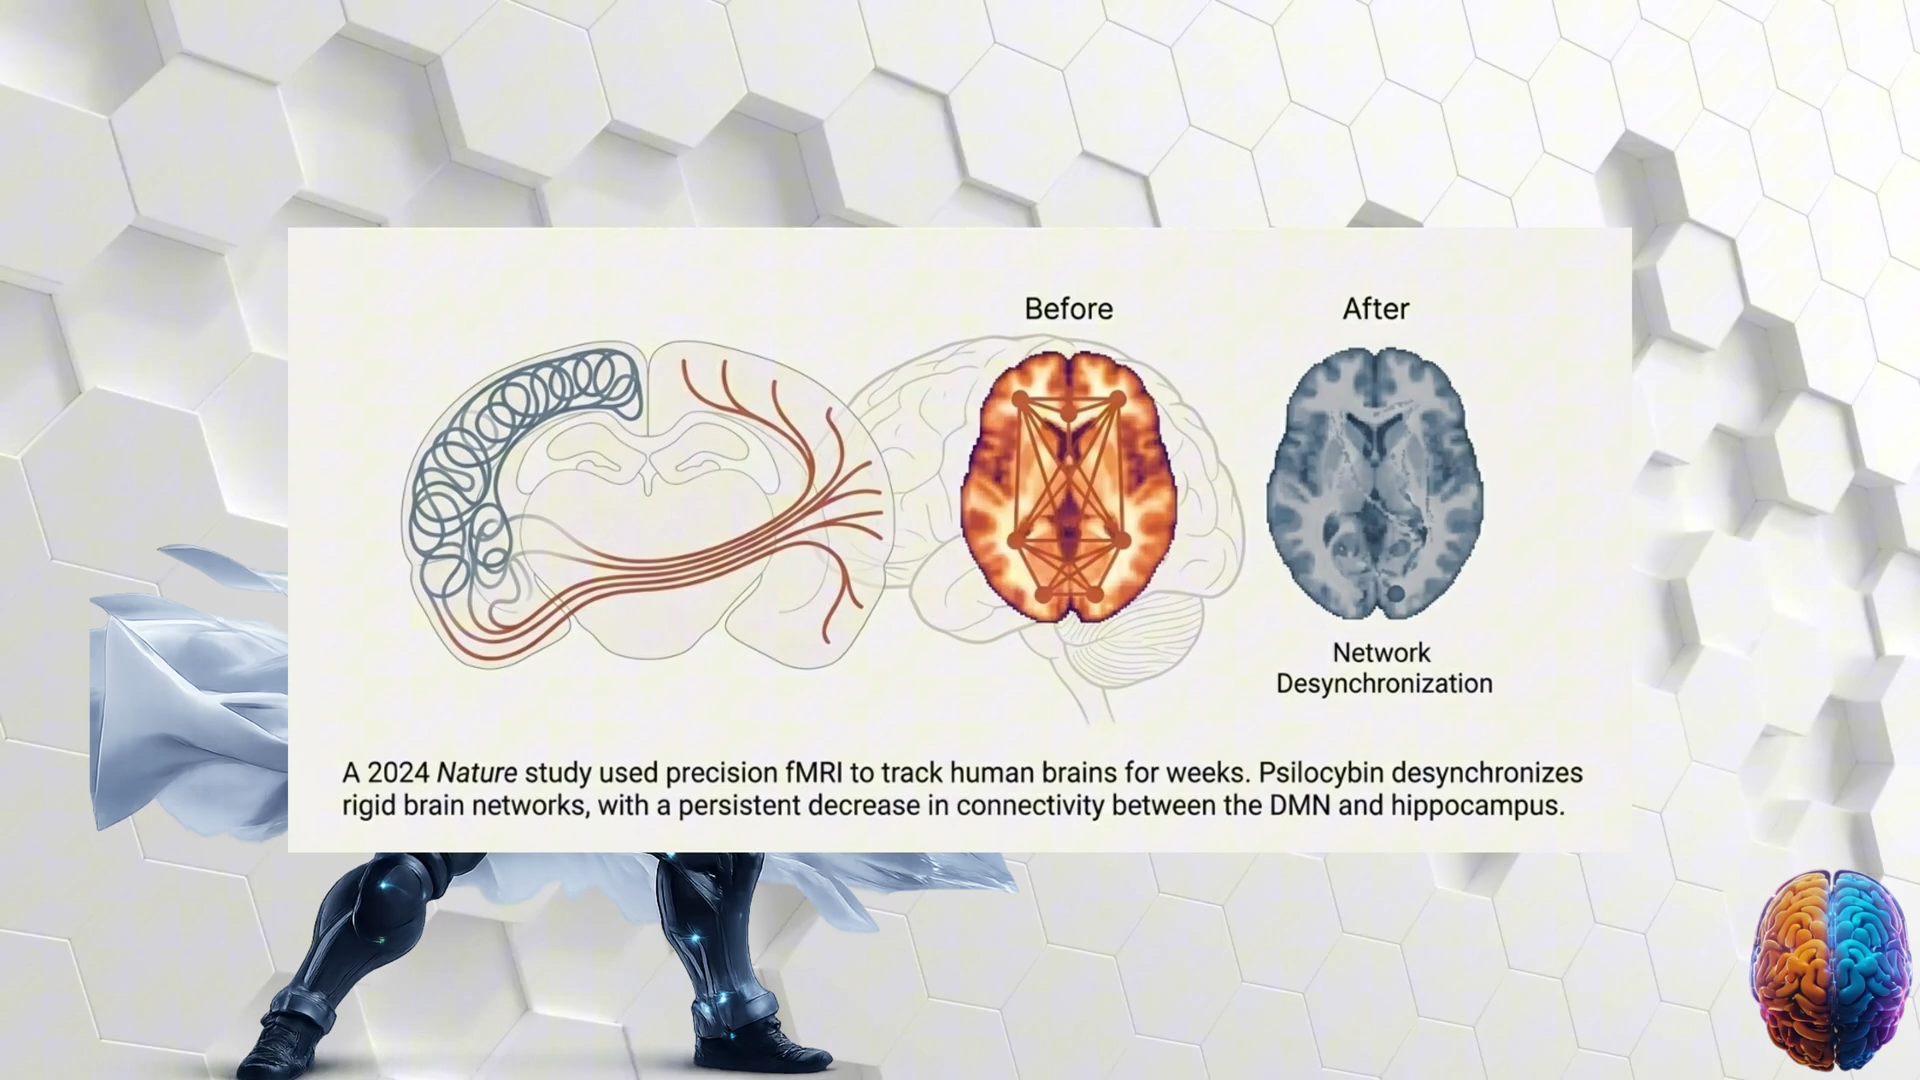 Before
After
Network
Desynchronization
A 2024 Nature study used precision fMRI to track human brains for weeks. Psilocybin desynchronizes
rigid brain networks, with a persistent decrease in connectivity between the DMN and hippocampus.